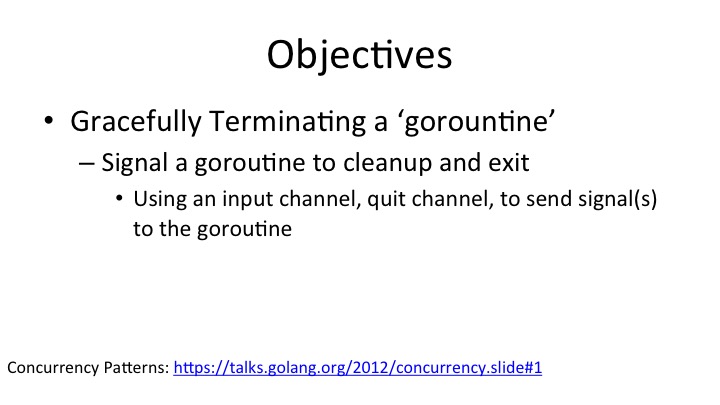 Objectives
• Gracefully Terminating a ‘gorountine’
– Signal a goroutine to cleanup and exit
• Using an input channel, quit channel, to send signal(s)
to the goroutine
Concurrency Patterns: https://talks.golang.org/2012/concurrency.slide#1